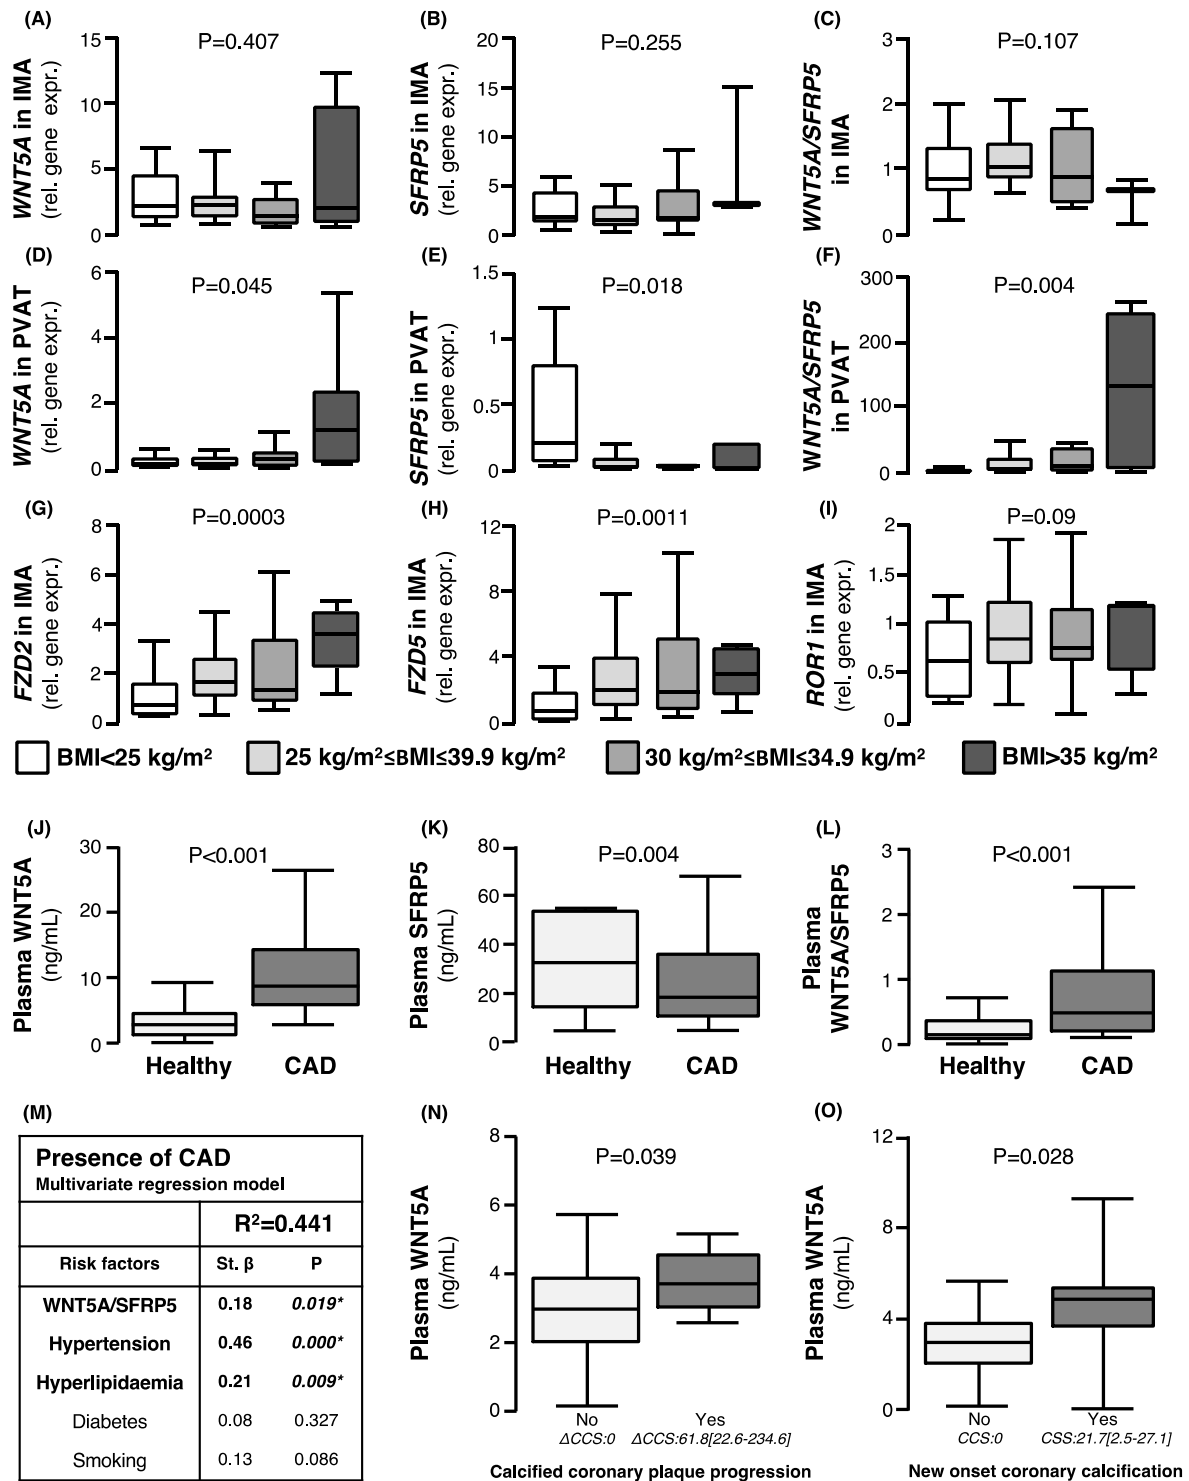 (A)
P=0.407
WNT5A in IMA
(rel. gene expr.)
15
10
5
0
(B)
P=0.255
SFRP5 in IMA
(rel. gene expr.)
20
15
10
5
0
(C)
P=0.107
WNT5A/SFRP5
in IMA
3
2
1
0
(D)
P=0.045
WNT5A in PVAT
(rel. gene expr.)
6
4
2
0
(E)
P=0.018
SFRP5 in PVAT
(rel. gene expr.)
1.5
1
0.5
0
(F)
P=0.004
WNT5A/SFRP5
in PVAT
300
200
100
0
(G)
P=0.0003
FZD2 in IMA
(rel. gene expr.)
8
6
4
2
0
(H)
P=0.0011
FZD5 in IMA
(rel. gene expr.)
12
8
4
0
(I)
P=0.09
ROR1 in IMA
(rel. gene expr.)
2
1.5
1
0.5
0
BMI<25 kg/m²
25 kg/m²≤BMI≤39.9 kg/m²
30 kg/m²≤BMI≤34.9 kg/m²
BMI>35 kg/m²
(J)
P<0.001
Plasma WNT5A
(ng/mL)
30
20
10
0
Healthy CAD
(K)
P=0.004
Plasma SFRP5
(ng/mL)
80
60
40
20
0
Healthy CAD
(L)
P<0.001
Plasma
WNT5A/SFRP5
3
2
1
0
Healthy CAD
(M)
Presence of CAD
Multivariate regression model
R²=0.441
Risk factors St. β P
WNT5A/SFRP5 0.18 0.019*
Hypertension 0.46 0.000*
Hyperlipidaemia 0.21 0.009*
Diabetes 0.08 0.327
Smoking 0.13 0.086
(N)
P=0.039
Plasma WNT5A
(ng/mL)
8
6
4
2
0
No Yes
ΔCCS:0 ΔCCS:61.8[22.6-234.6]
Calcified coronary plaque progression
(O)
P=0.028
Plasma WNT5A
(ng/mL)
12
8
4
0
No Yes
CCS:0 CSS:21.7[2.5-27.1]
New onset coronary calcification